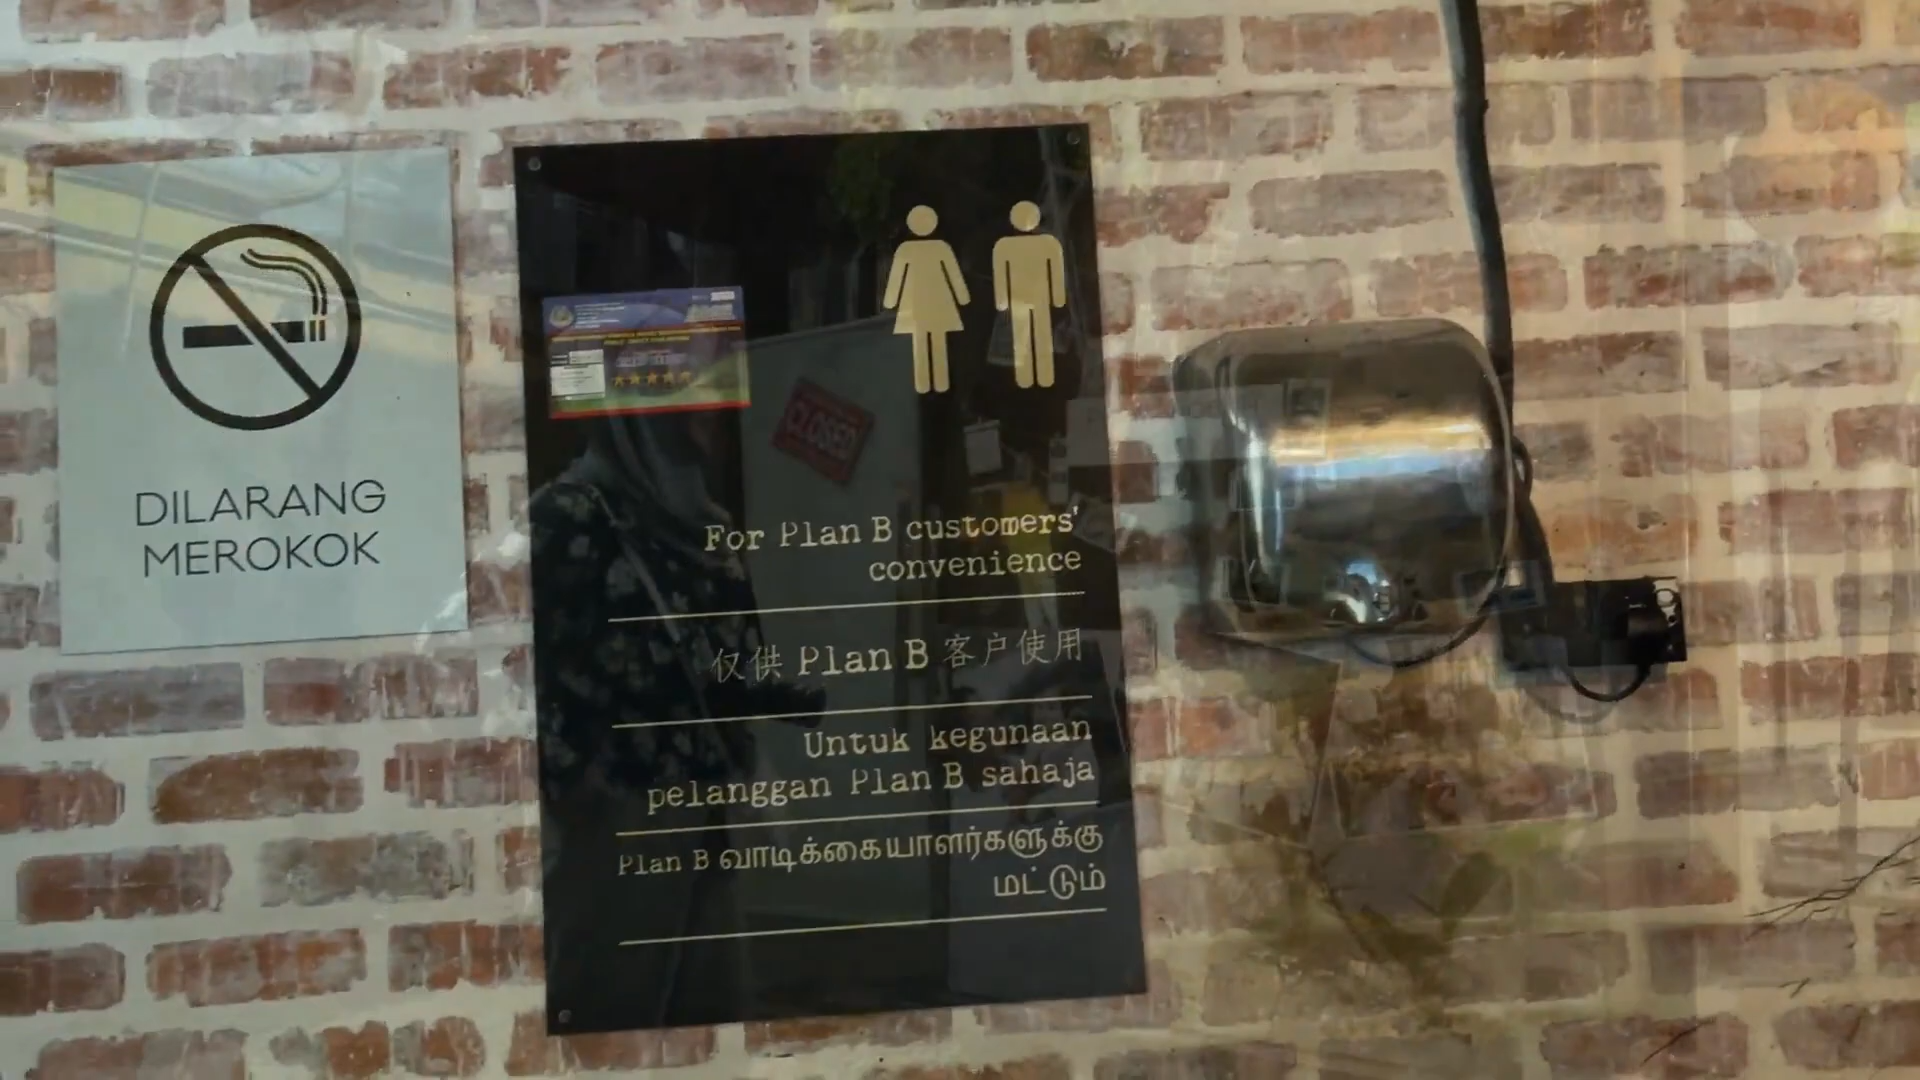 DILARANG
MEROKOK
CLOSED
For Plan B customers'
convenience
仅供 Plan B 客户使用
Untuk kegunaan
pelanggan Plan B sahaja
Plan B வாடிக்கையாளர்களுக்கு
மட்டும்